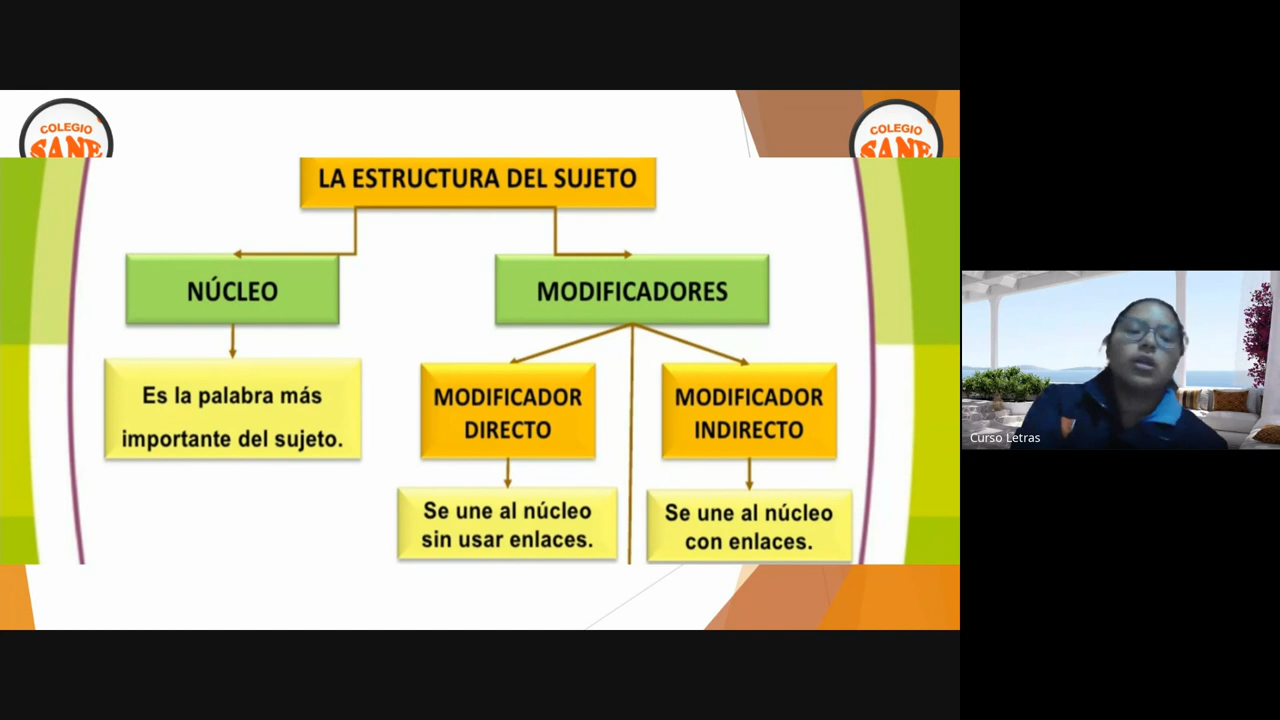 COLEGIO
SANE
COLEGIO
SANE
LA ESTRUCTURA DEL SUJETO
NÚCLEO
MODIFICADORES
Es la palabra más
importante del sujeto.
MODIFICADOR
DIRECTO
MODIFICADOR
INDIRECTO
Se une al núcleo
sin usar enlaces.
Se une al núcleo
con enlaces.
Curso Letras